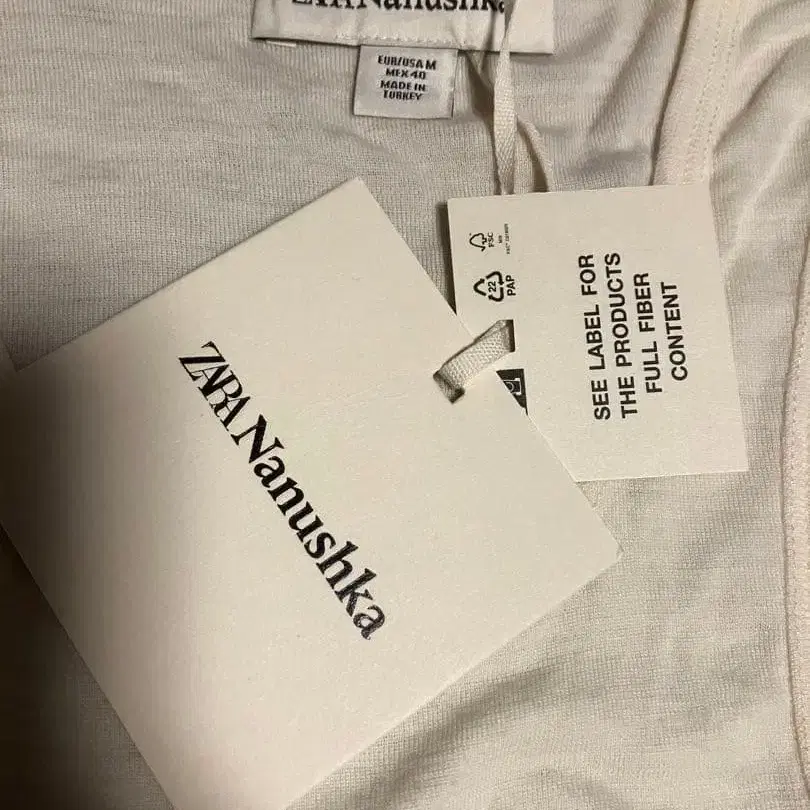 ZARA Nanushka
EUR/USA M
MEX 40
MADE IN
TURKEY
FSC
22
PAP
SEE LABEL FOR
THE PRODUCTS
FULL FIBER
CONTENT
ZARA Nanushka